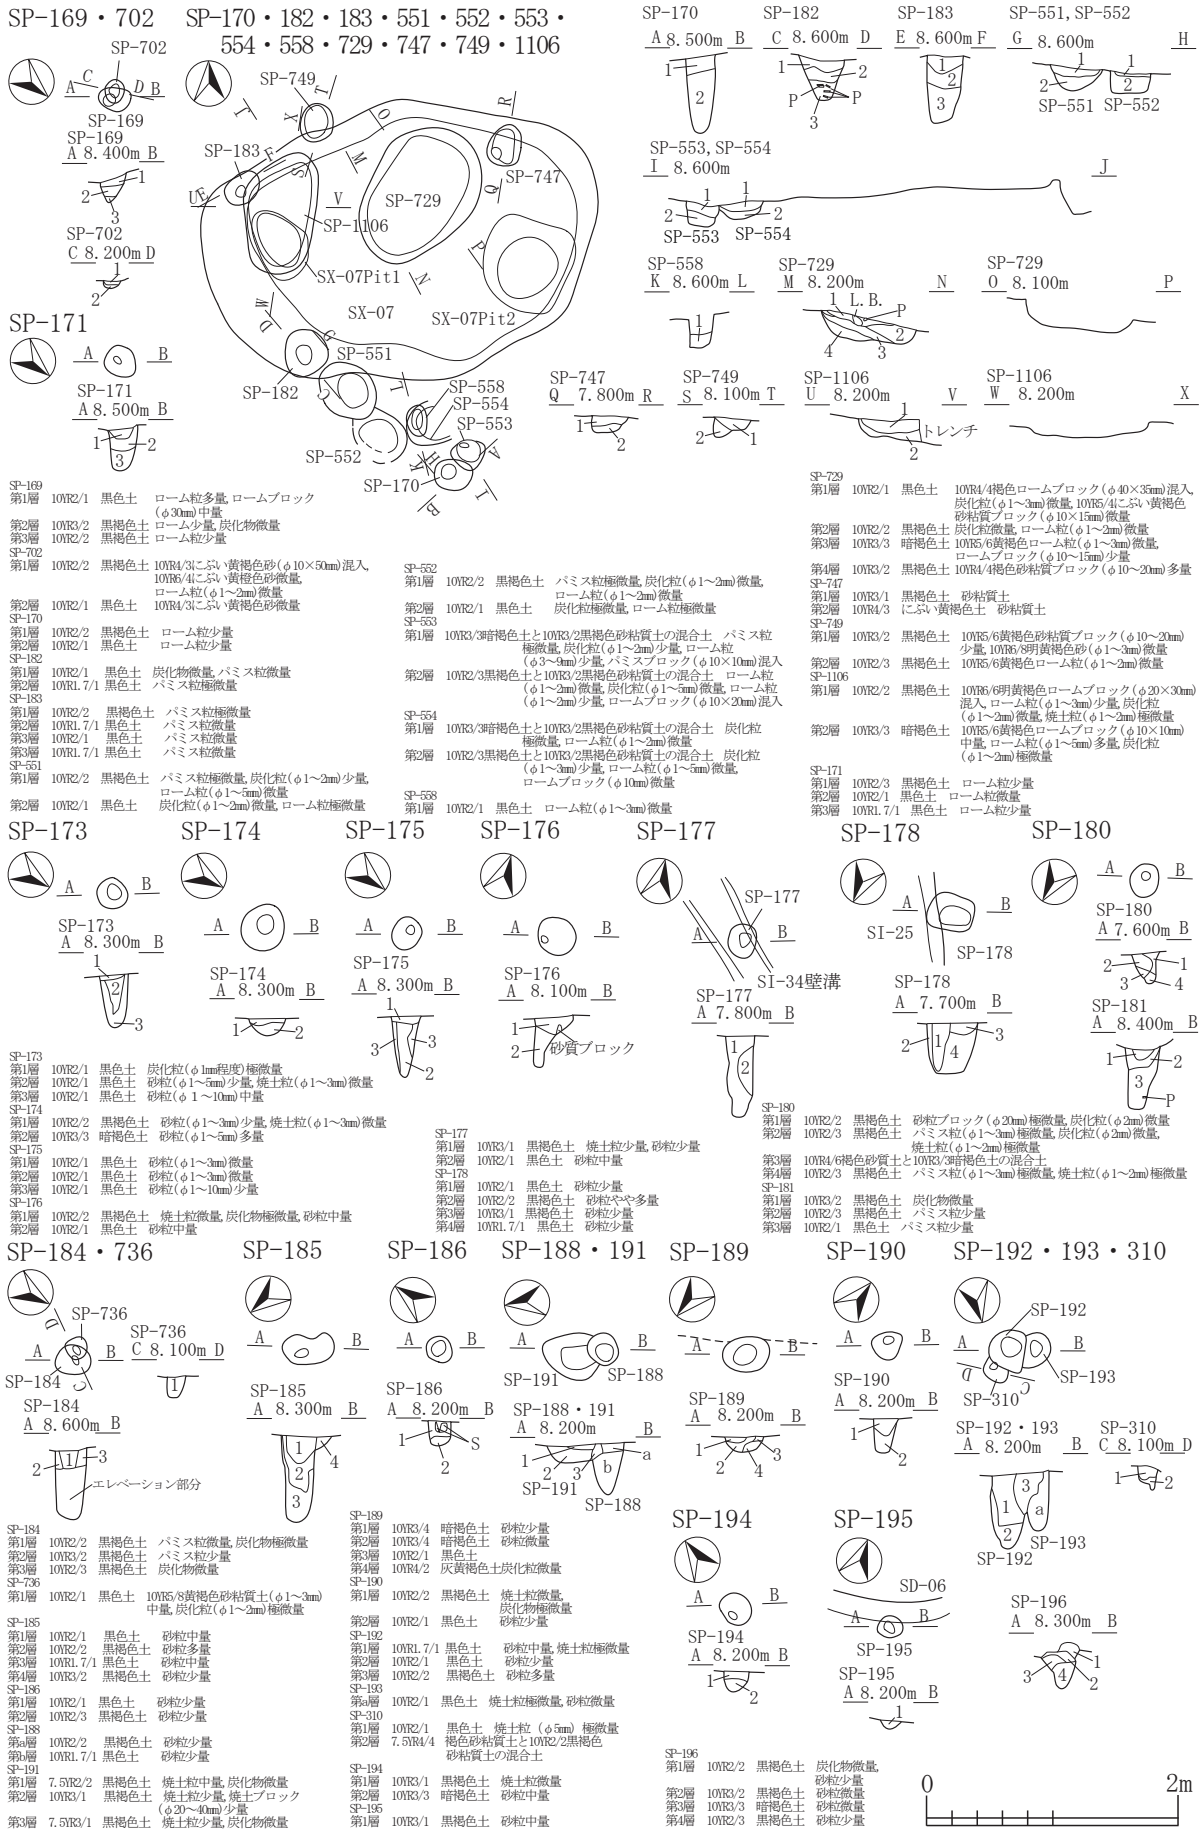 SP-169・702
SP-702
A C D B
SP-169
SP-169
A 8.400m B
1
2
3
SP-702
C 8.200m D
1
2
SP-170・182・183・551・552・553・
554・558・729・747・749・1106
SP-749
T
I
X
O
R
SP-183
F
S
M
UE
V
SP-729
Q
SP-747
SP-1106
P
SX-07Pit1
N
W
SX-07
SX-07Pit2
D
G
SP-551
SP-182
C
L
SP-558
SP-554
SP-553
SP-552
H
K
A
SP-170
B
I
SP-170
A 8.500m B
1
2
SP-182
C 8.600m D
1
2
P
P
3
SP-183
E 8.600m F
1
2
3
SP-551, SP-552
G 8.600m H
1
1
2
2
SP-551
SP-552
SP-553, SP-554
I 8.600m J
1
1
2
2
SP-553
SP-554
SP-558
K 8.600m L
1
SP-729
M 8.200m N
1 L.B.
P
2
4
3
SP-729
O 8.100m P
SP-747
Q 7.800m R
1
2
SP-749
S 8.100m T
2
1
SP-1106
U 8.200m V
1
トレンチ
2
SP-1106
W 8.200m X
SP-171
A B
SP-171
A 8.500m B
1
2
3
SP-169
第1層 10YR2/1 黒色土 ローム粒多量,ロームブロック
(φ30㎜)中量
第2層 10YR3/2 黒褐色土 ローム少量,炭化物微量
第3層 10YR2/2 黒褐色土 ローム粒少量
SP-702
第1層 10YR2/2 黒褐色土 10YR4/3にぶい黄褐色砂(φ10×50㎜)混入,
10YR6/4にぶい黄橙色砂微量,
ローム粒(φ1～2㎜)微量
第2層 10YR2/1 黒色土 10YR4/3にぶい黄褐色砂微量
SP-170
第1層 10YR2/2 黒褐色土 ローム粒少量
第2層 10YR2/1 黒色土 ローム粒少量
SP-182
第1層 10YR2/1 黒色土 炭化物微量,パミス粒微量
第2層 10YR1.7/1 黒色土 パミス粒極微量
SP-183
第1層 10YR2/2 黒褐色土 パミス粒極微量
第2層 10YR1.7/1 黒色土 パミス粒微量
第3層 10YR2/1 黒色土 パミス粒微量
第3層 10YR1.7/1 黒色土 パミス粒微量
SP-551
第1層 10YR2/2 黒褐色土 パミス粒極微量,炭化粒(φ1～2㎜)少量,
ローム粒(φ1～5㎜)微量
第2層 10YR2/1 黒色土 炭化粒(φ1～2㎜)微量,ローム粒極微量
SP-552
第1層 10YR2/2 黒褐色土 パミス粒極微量,炭化粒(φ1～2㎜)微量,
ローム粒(φ1～2㎜)微量
第2層 10YR2/1 黒色土 炭化粒極微量,ローム粒極微量
SP-553
第1層 10YR3/3暗褐色土と10YR3/2黒褐色砂粘質土の混合土 パミス粒
極微量,炭化粒(φ1～2㎜)少量,ローム粒
(φ3～9㎜)少量,パミスブロック(φ10×10㎜)混入
第2層 10YR2/3黒褐色土と10YR3/2黒褐色砂粘質土の混合土 ローム粒
(φ1～2㎜)微量,炭化粒(φ1～5㎜)微量,ローム粒
(φ1～2㎜)少量,ロームブロック(φ10×20㎜)混入
SP-554
第1層 10YR3/3暗褐色土と10YR3/2黒褐色砂粘質土の混合土 炭化粒
極微量,ローム粒(φ1～2㎜)微量
第2層 10YR2/3黒褐色土と10YR3/2黒褐色砂粘質土の混合土 炭化粒
(φ1～3㎜)少量,ローム粒(φ1～5㎜)微量,
ロームブロック(φ10㎜)微量
SP-558
第1層 10YR2/1 黒色土 ローム粒(φ1～3㎜)微量
SP-729
第1層 10YR2/1 黒色土 10YR4/4褐色ロームブロック(φ40×35㎜)混入,
炭化粒(φ1～3㎜)微量,10YR5/4にぶい黄褐色
砂粘質ブロック(φ10×15㎜)微量
第2層 10YR2/2 黒褐色土 炭化粒微量,ローム粒(φ1～2㎜)微量
第3層 10YR3/3 暗褐色土 10YR5/6黄褐色ローム粒(φ1～3㎜)微量,
ロームブロック(φ10～15㎜)少量
第4層 10YR3/2 黒褐色土 10YR4/4褐色砂粘質ブロック(φ10～20㎜)多量
SP-747
第1層 10YR3/1 黒褐色土 砂粘質土
第2層 10YR4/3 にぶい黄褐色土 砂粘質土
SP-749
第1層 10YR3/2 黒褐色土 10YR5/6黄褐色砂粘質ブロック(φ10～20㎜)
少量,10YR6/8明黄褐色砂(φ1～3㎜)微量
第2層 10YR2/3 黒褐色土 10YR5/6黄褐色ローム粒(φ1～2㎜)微量
SP-1106
第1層 10YR2/2 黒褐色土 10YR6/6明黄褐色ロームブロック(φ20×30㎜)
混入,ローム粒(φ1～3㎜)少量,炭化粒
(φ1～2㎜)微量,焼土粒(φ1～2㎜)極微量
第2層 10YR3/3 暗褐色土 10YR5/6黄褐色ロームブロック(φ10×10㎜)
中量,ローム粒(φ1～5㎜)多量,炭化粒
(φ1～2㎜)極微量
SP-171
第1層 10YR2/3 黒褐色土 ローム粒少量
第2層 10YR2/1 黒色土 ローム粒微量
第3層 10YR1.7/1 黒色土 ローム粒少量
SP-173
A B
SP-173
A 8.300m B
1
2
3
SP-174
A B
SP-174
A 8.300m B
1
2
SP-175
A B
SP-175
A 8.300m B
1
3
3
2
SP-176
A B
SP-176
A 8.100m B
1
2
砂質ブロック
SP-177
SP-177
A B
SI-34壁溝
SP-177
A 7.800m B
1
2
SP-178
A B
SI-25
SP-178
SP-178
A 7.700m B
2
1
4
3
SP-180
A B
SP-180
A 7.600m B
2
1
3
4
SP-181
A 8.400m B
1
2
3
P
SP-173
第1層 10YR2/1 黒色土 炭化粒(φ1㎜程度)極微量
第2層 10YR2/1 黒色土 砂粒(φ1～5㎜)少量,焼土粒(φ1～3㎜)微量
第3層 10YR2/1 黒色土 砂粒(φ１～10㎜)中量
SP-174
第1層 10YR2/2 黒褐色土 砂粒(φ1～3㎜)少量,焼土粒(φ1～3㎜)微量
第2層 10YR3/3 暗褐色土 砂粒(φ1～5㎜)多量
SP-175
第1層 10YR2/1 黒色土 砂粒(φ1～3㎜)微量
第2層 10YR2/1 黒色土 砂粒(φ1～3㎜)微量
第3層 10YR2/1 黒色土 砂粒(φ1～10㎜)少量
SP-176
第1層 10YR2/2 黒褐色土 焼土粒微量,炭化物極微量,砂粒中量
第2層 10YR2/1 黒色土 砂粒中量
SP-177
第1層 10YR3/1 黒褐色土 焼土粒少量,砂粒少量
第2層 10YR2/1 黒色土 砂粒中量
SP-178
第1層 10YR2/1 黒色土 砂粒少量
第2層 10YR2/2 黒褐色土 砂粒やや多量
第3層 10YR3/1 黒褐色土 砂粒少量
第4層 10YR1.7/1 黒色土 砂粒少量
SP-180
第1層 10YR2/2 黒褐色土 砂粒ブロック(φ20㎜)極微量,炭化粒(φ2㎜)微量
第2層 10YR2/3 黒褐色土 パミス粒(φ1～3㎜)極微量,炭化粒(φ2㎜)微量,
焼土粒(φ1～2㎜)極微量
第3層 10YR4/6褐色砂質土と10YR3/3暗褐色土の混合土
第4層 10YR2/3 黒褐色土 パミス粒(φ1～3㎜)極微量,焼土粒(φ1～2㎜)極微量
SP-181
第1層 10YR3/2 黒褐色土 炭化物微量
第2層 10YR2/3 黒褐色土 パミス粒少量
第3層 10YR2/1 黒色土 パミス粒少量
SP-184・736
D
SP-736
A B
SP-184
C
SP-736
C 8.100m D
1
SP-184
A 8.600m B
2
1
3
エレベーション部分
SP-185
A B
SP-185
A 8.300m B
1
2
3
4
SP-186
A B
SP-186
A 8.200m B
1
S
2
SP-188・191
A B
SP-191
SP-188
SP-188・191
A 8.200m B
1
2
3
b
a
SP-191
SP-188
SP-189
A B
SP-189
A 8.200m B
1
2
3
4
SP-190
A B
SP-190
A 8.200m B
1
2
SP-192・193・310
SP-192
A B
D
C
SP-193
SP-310
SP-192・193
A 8.200m B
3
1
a
2
SP-193
SP-192
SP-310
C 8.100m D
1
2
SP-184
第1層 10YR2/2 黒褐色土 パミス粒微量,炭化物極微量
第2層 10YR3/2 黒褐色土 パミス粒少量
第3層 10YR2/3 黒褐色土 炭化物微量
SP-736
第1層 10YR2/1 黒色土 10YR5/8黄褐色砂粘質土(φ1～3㎜)
中量,炭化粒(φ1～2㎜)極微量
SP-185
第1層 10YR2/1 黒色土 砂粒中量
第2層 10YR2/2 黒褐色土 砂粒多量
第3層 10YR1.7/1 黒色土 砂粒中量
第4層 10YR3/2 黒褐色土 砂粒少量
SP-186
第1層 10YR2/1 黒色土 砂粒少量
第2層 10YR2/3 黒褐色土 砂粒少量
SP-188
第a層 10YR2/2 黒褐色土 砂粒少量
第b層 10YR1.7/1 黒色土 砂粒少量
SP-191
第1層 7.5YR2/2 黒褐色土 焼土粒中量,炭化物微量
第2層 10YR3/1 黒褐色土 焼土粒少量,焼土ブロック
(φ20～40㎜)少量
第3層 7.5YR3/1 黒褐色土 焼土粒少量,炭化物微量
SP-189
第1層 10YR3/4 暗褐色土 砂粒少量
第2層 10YR3/4 暗褐色土 砂粒微量
第3層 10YR2/1 黒色土
第4層 10YR4/2 灰黄褐色土炭化粒微量
SP-190
第1層 10YR2/2 黒褐色土 焼土粒微量,
炭化物極微量
第2層 10YR2/1 黒色土 砂粒少量
SP-192
第1層 10YR1.7/1 黒色土 砂粒中量,焼土粒極微量
第2層 10YR2/1 黒色土 砂粒少量
第3層 10YR2/2 黒褐色土 砂粒多量
SP-193
第a層 10YR2/1 黒色土 焼土粒極微量,砂粒微量
SP-310
第1層 10YR2/1 黒色土 焼土粒（φ5㎜）極微量
第2層 7.5YR4/4 褐色砂粘質土と10YR2/2黒褐色
砂粘質土の混合土
SP-194
第1層 10YR3/1 黒褐色土 焼土粒微量
第2層 10YR3/3 暗褐色土 砂粒中量
SP-195
第1層 10YR3/1 黒褐色土 砂粒中量
SP-194
A B
SP-194
A 8.200m B
1
2
SP-195
SD-06
A B
SP-195
SP-195
A 8.200m B
1
SP-196
A 8.300m B
3
4
1
2
SP-196
第1層 10YR2/2 黒褐色土 炭化物微量,
砂粒少量
第2層 10YR3/2 黒褐色土 砂粒微量
第3層 10YR3/3 暗褐色土 砂粒微量
第4層 10YR2/3 黒褐色土 砂粒少量
0 2m